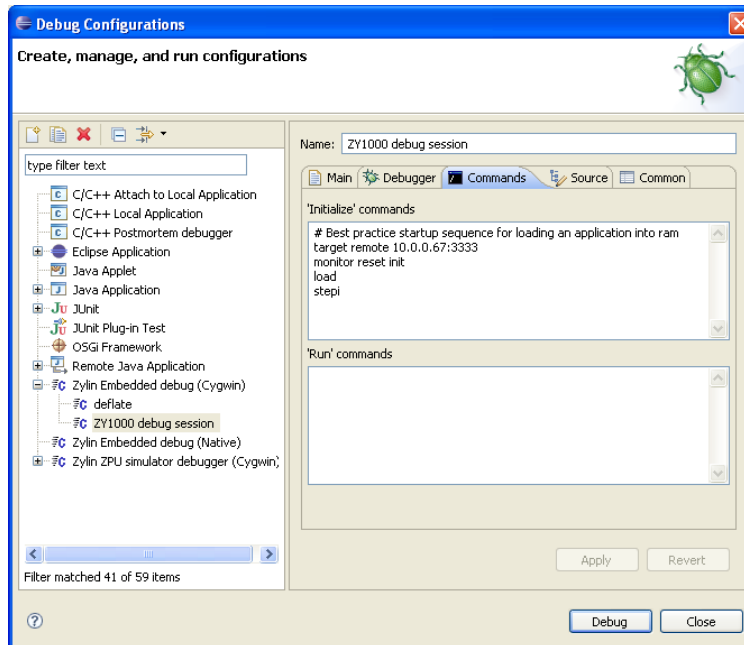 Debug Configurations
Create, manage, and run configurations
type filter text
C/C++ Attach to Local Application
C/C++ Local Application
C/C++ Postmortem debugger
Eclipse Application
Java Applet
Java Application
JUnit
JUnit Plug-in Test
OSGi Framework
Remote Java Application
Zylin Embedded debug (Cygwin)
deflate
ZY1000 debug session
Zylin Embedded debug (Native)
Zylin ZPU simulator debugger (Cygwin)
Filter matched 41 of 59 items
Name: ZY1000 debug session
Main Debugger Commands Source Common
'Initialize' commands
# Best practice startup sequence for loading an application into ram
target remote 10.0.0.67:3333
monitor reset init
load
stepi
'Run' commands
Apply Revert
Debug Close